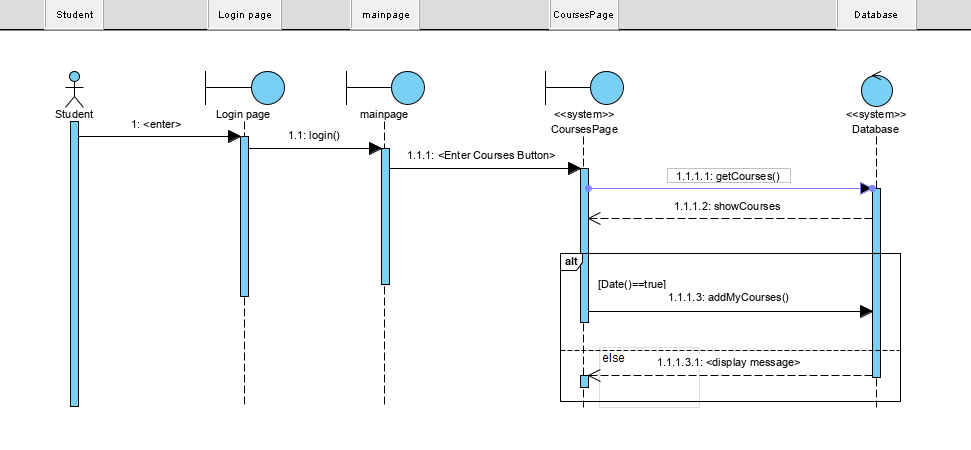 Student
Login page
mainpage
CoursesPage
Database
Student
Login page
mainpage
<<system>>
CoursesPage
<<system>>
Database
1: <enter>
1.1: login()
1.1.1: <Enter Courses Button>
1.1.1.1: getCourses()
1.1.1.2: showCourses
alt
[Date()==true]
1.1.1.3: addMyCourses()
else
1.1.1.3.1: <display message>